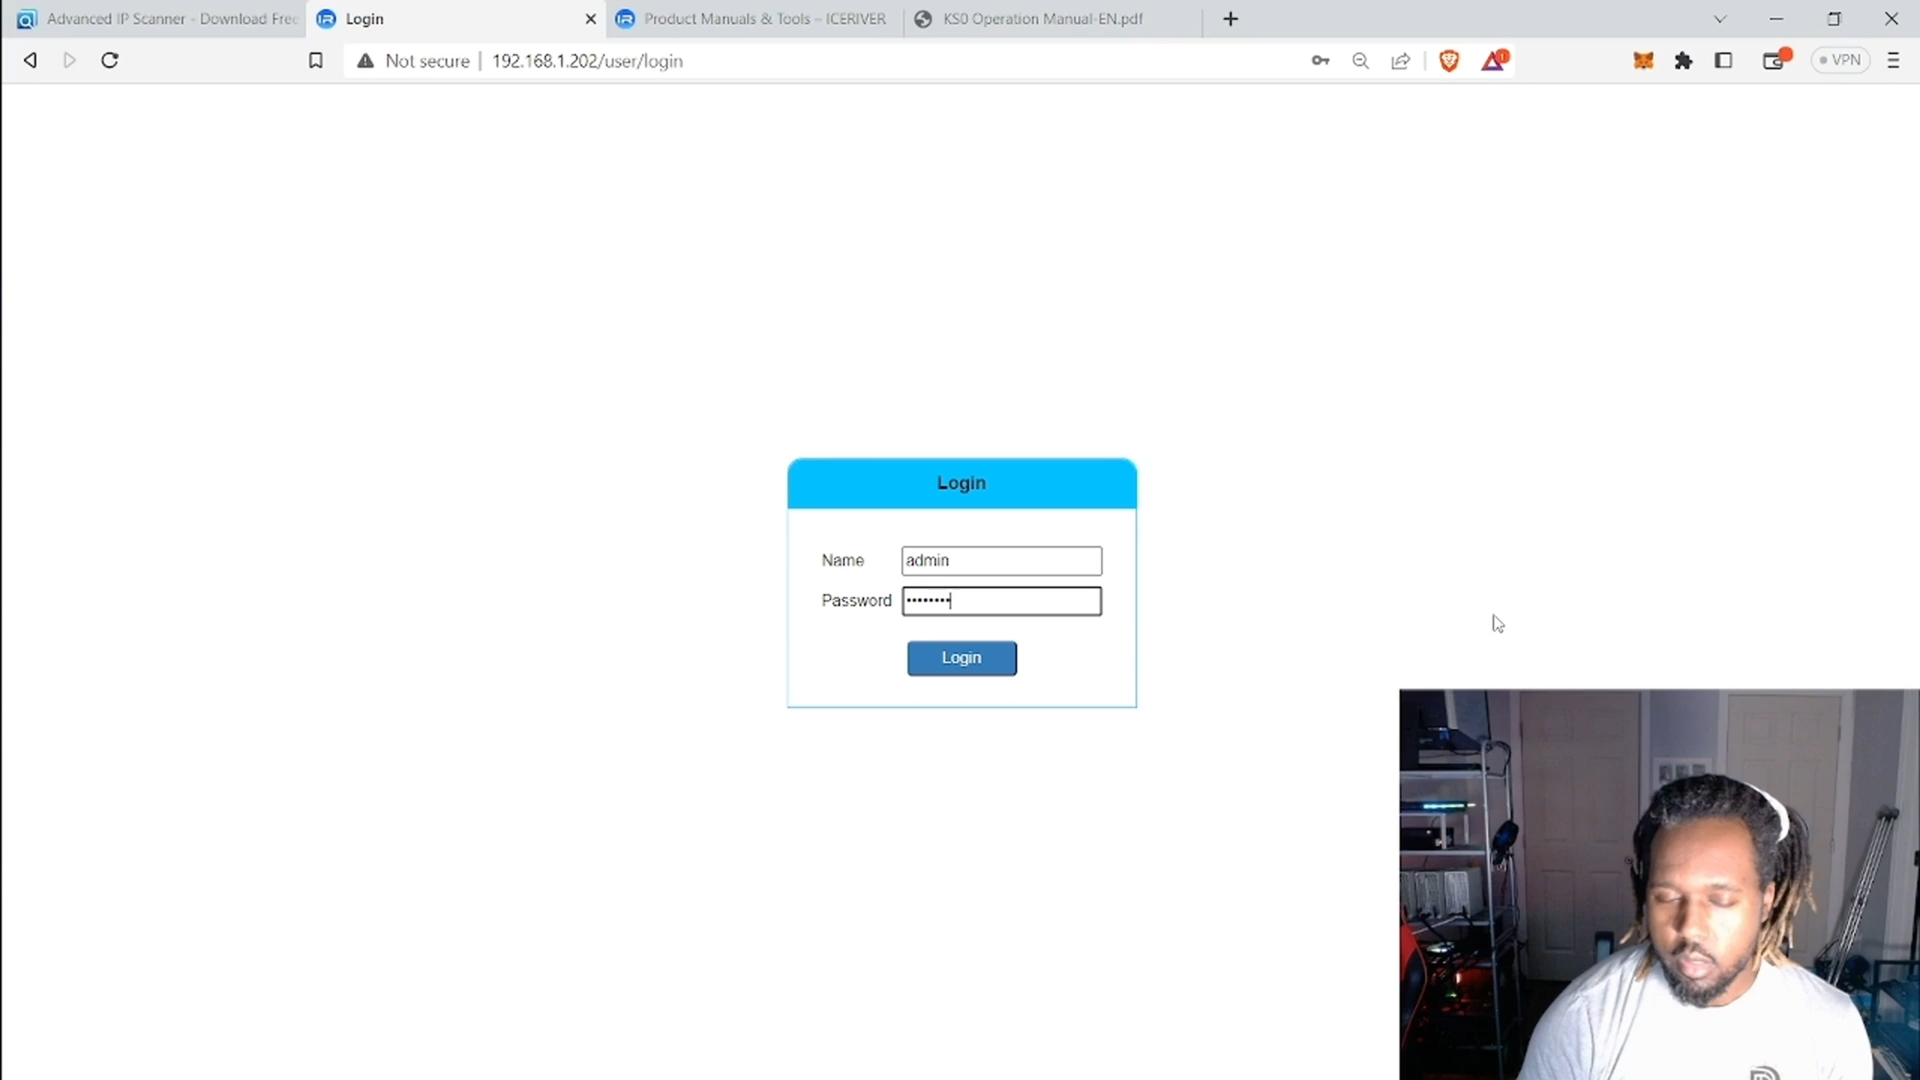 Advanced IP Scanner - Download Free
Login
Product Manuals & Tools – ICERIVER
KS0 Operation Manual-EN.pdf
Not secure
192.168.1.202/user/login
VPN
Login
Name
admin
Password
••••••••
Login